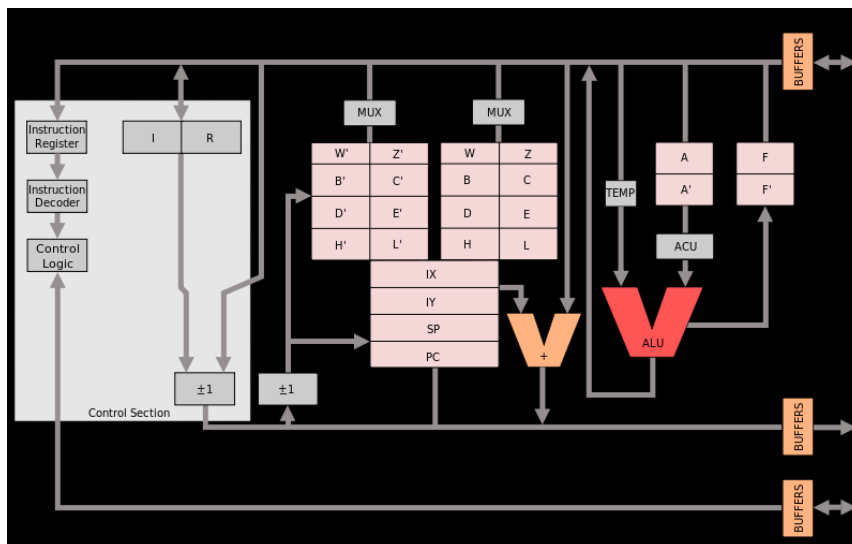 BUFFERS
MUX
MUX
Instruction
Register
I
R
W'
Z'
W
Z
A
F
B'
C'
B
C
A'
F'
Instruction
Decoder
TEMP
D'
E'
D
E
Control
Logic
H'
L'
H
L
ACU
IX
IY
SP
PC
+
ALU
±1
±1
Control Section
BUFFERS
BUFFERS